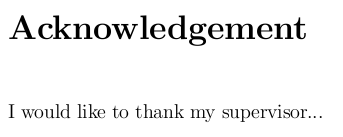 Acknowledgement
I would like to thank my supervisor...